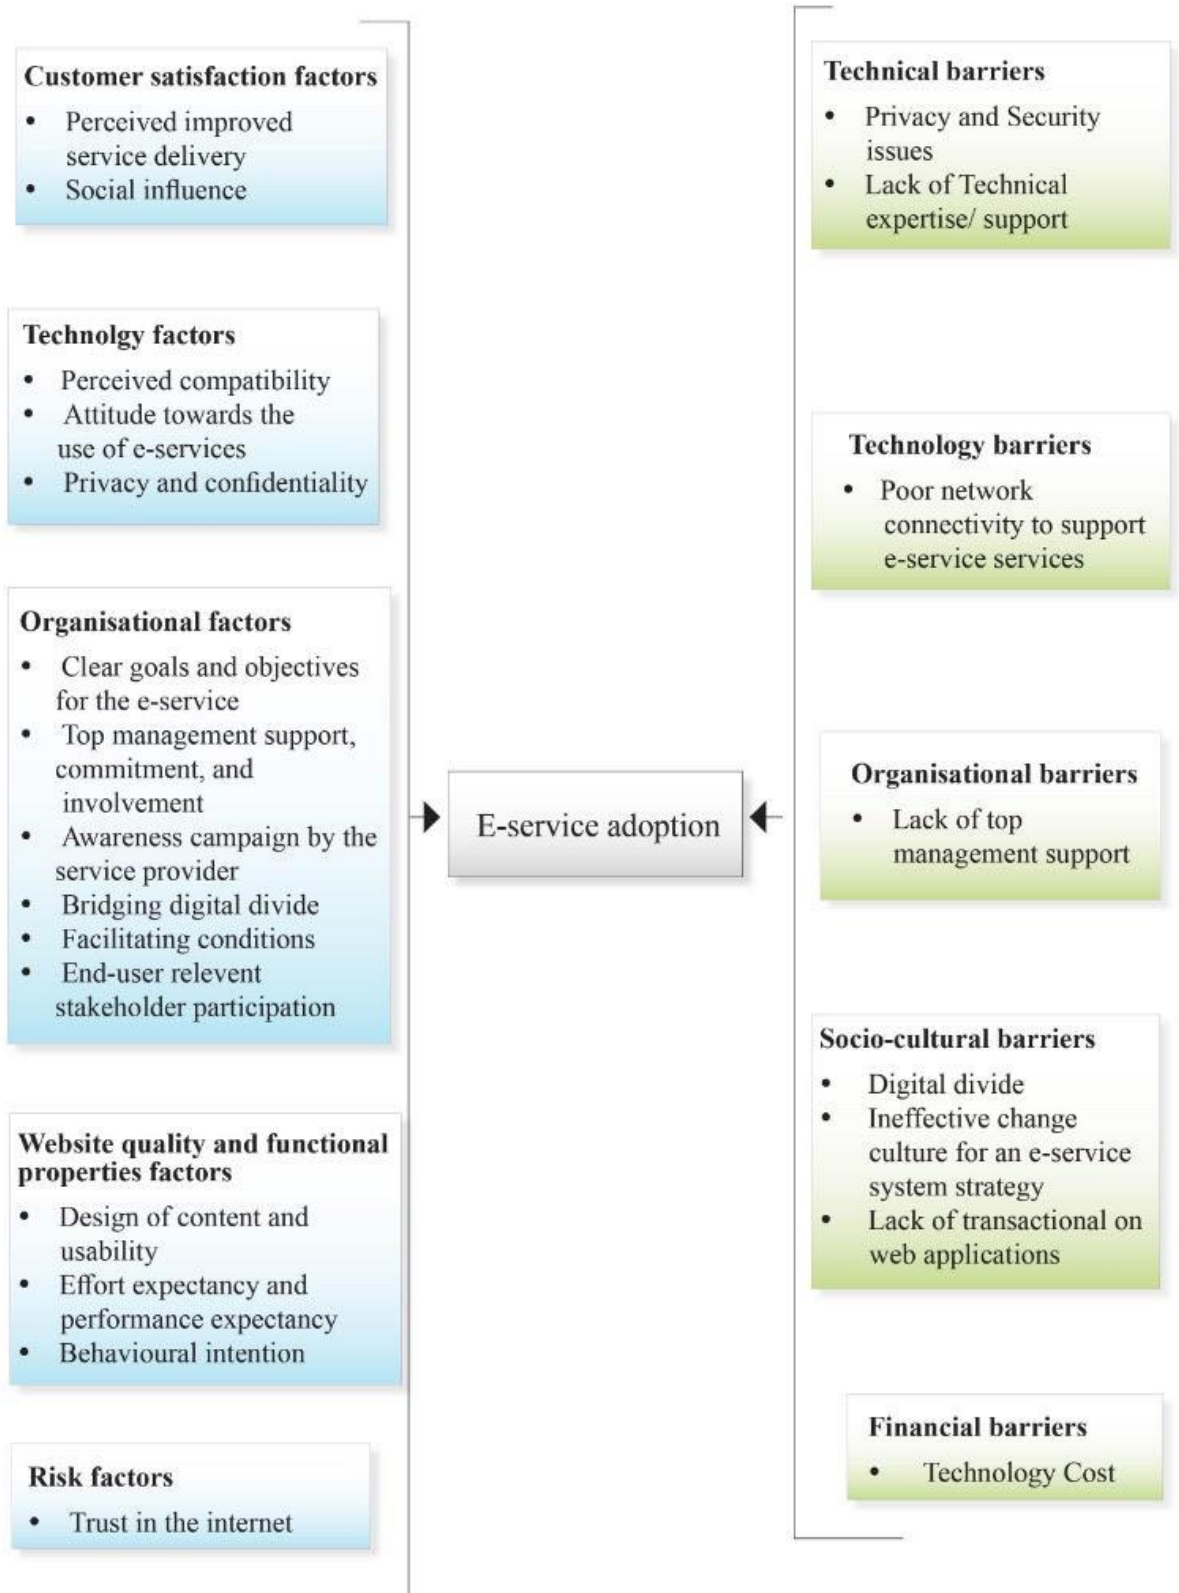 Customer satisfaction factors
• Perceived improved
service delivery
• Social influence
Technolgy factors
• Perceived compatibility
• Attitude towards the
use of e-services
• Privacy and confidentiality
Organisational factors
• Clear goals and objectives
for the e-service
• Top management support,
commitment, and
involvement
• Awareness campaign by the
service provider
• Bridging digital divide
• Facilitating conditions
• End-user relevent
stakeholder participation
Website quality and functional
properties factors
• Design of content and
usability
• Effort expectancy and
performance expectancy
• Behavioural intention
Risk factors
• Trust in the internet
E-service adoption
Technical barriers
• Privacy and Security
issues
• Lack of Technical
expertise/ support
Technology barriers
• Poor network
connectivity to support
e-service services
Organisational barriers
• Lack of top
management support
Socio-cultural barriers
• Digital divide
• Ineffective change
culture for an e-service
system strategy
• Lack of transactional on
web applications
Financial barriers
• Technology Cost